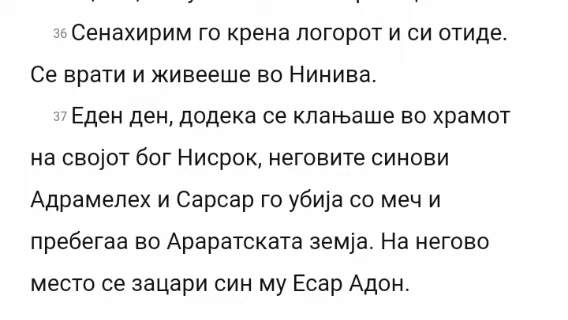 36 Сенахирим го крена логорот и си отиде.
Се врати и живееше во Нинива.
37 Еден ден, додека се клањаше во храмот
на својот бог Нисрок, неговите синови
Адрамелех и Сарсар го убија со меч и
пребегаа во Араратската земја. На негово
место се зацари син му Есар Адон.